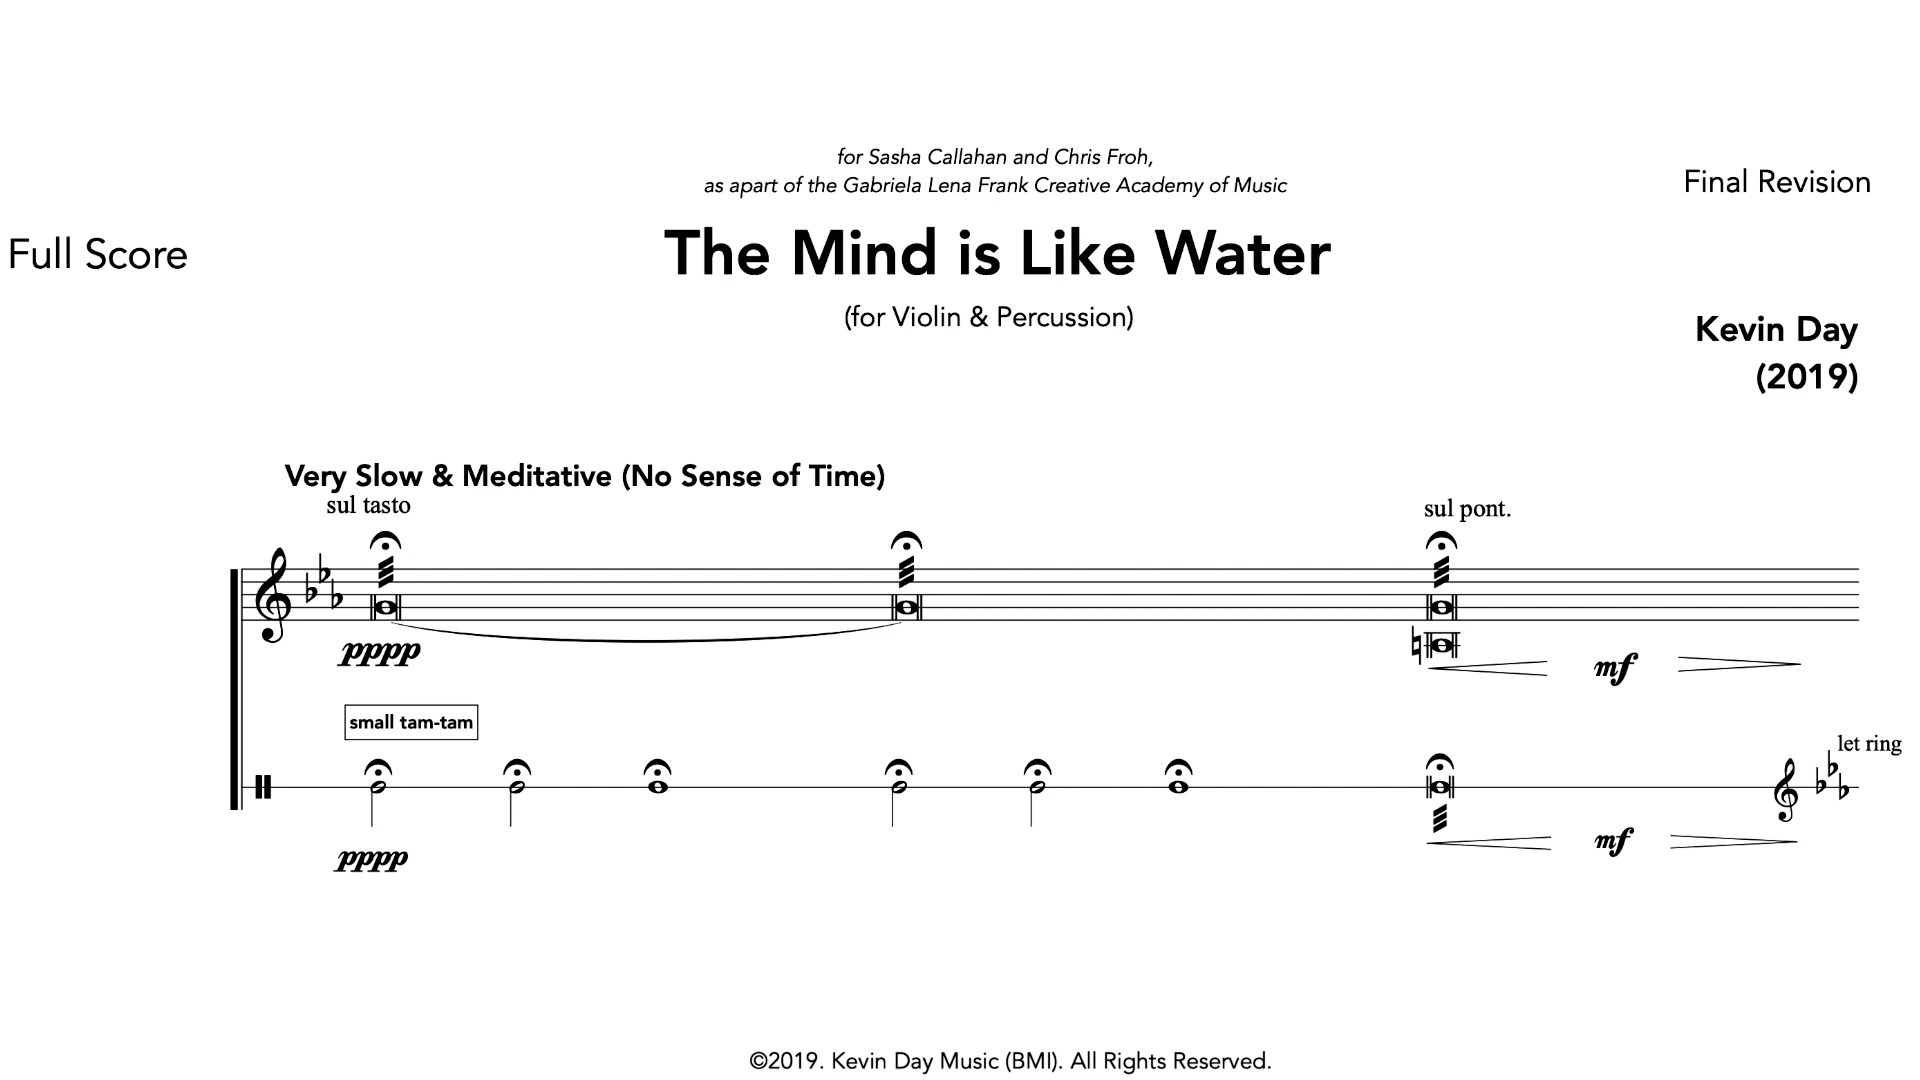 for Sasha Callahan and Chris Froh,
as apart of the Gabriela Lena Frank Creative Academy of Music
Final Revision
Full Score
The Mind is Like Water
(for Violin & Percussion)
Kevin Day
(2019)
Very Slow & Meditative (No Sense of Time)
sul tasto
sul pont.
pppp
mf
small tam-tam
let ring
pppp
mf
©2019. Kevin Day Music (BMI). All Rights Reserved.